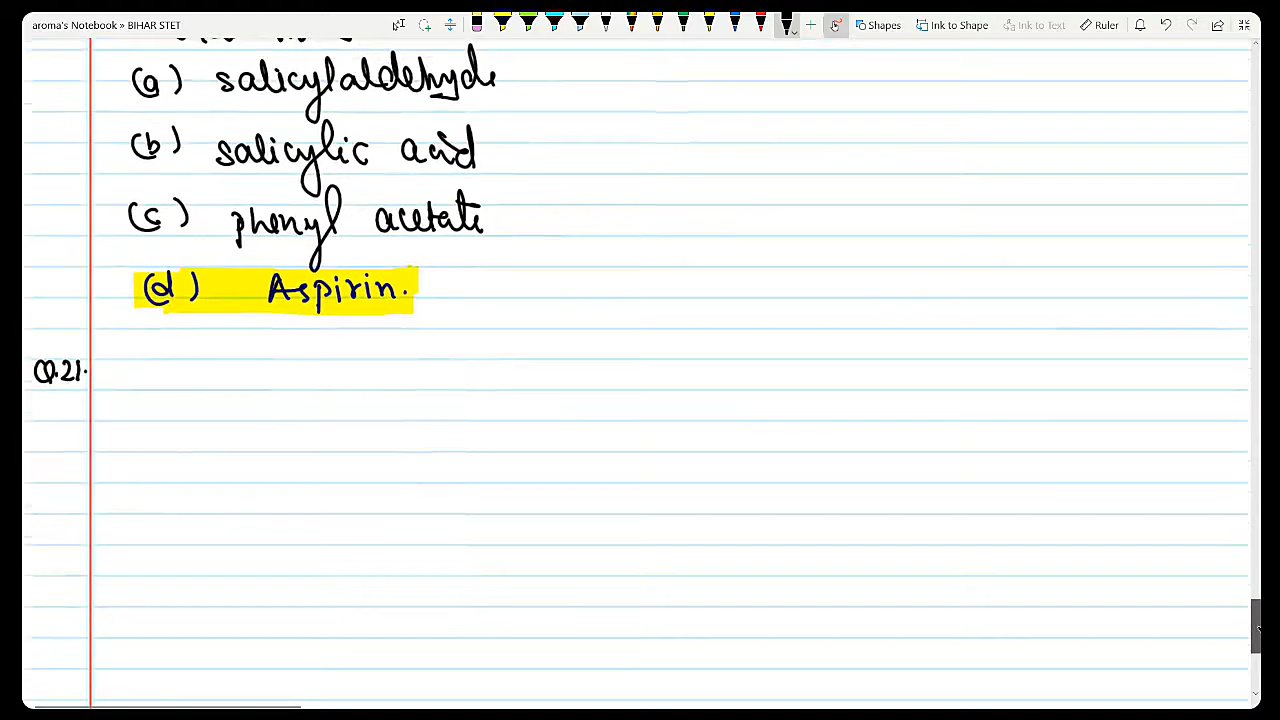 aroma's Notebook » BIHAR STET
Shapes
Ink to Shape
Ink to Text
Ruler
(a) salicylaldehyde
(b) salicylic acid
(c) phenyl acetate
(d) Aspirin.
Q.21.